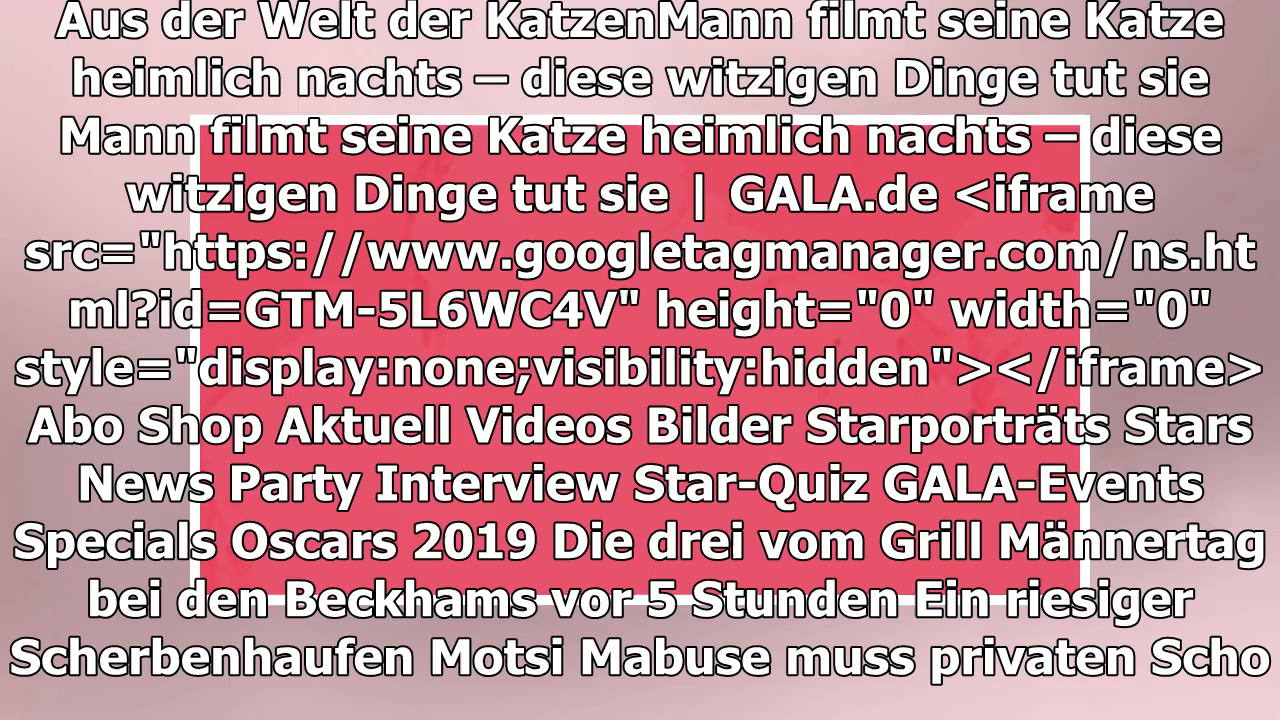 Aus der Welt der KatzenMann filmt seine Katze
heimlich nachts – diese witzigen Dinge tut sie
Mann filmt seine Katze heimlich nachts – diese
witzigen Dinge tut sie | GALA.de <iframe
src="https://www.googletagmanager.com/ns.ht
ml?id=GTM-5L6WC4V" height="0" width="0"
style="display:none;visibility:hidden"></iframe>
Abo Shop Aktuell Videos Bilder Starporträts Stars
News Party Interview Star-Quiz GALA-Events
Specials Oscars 2019 Die drei vom Grill Männertag
bei den Beckhams vor 5 Stunden Ein riesiger
Scherbenhaufen Motsi Mabuse muss privaten Scho